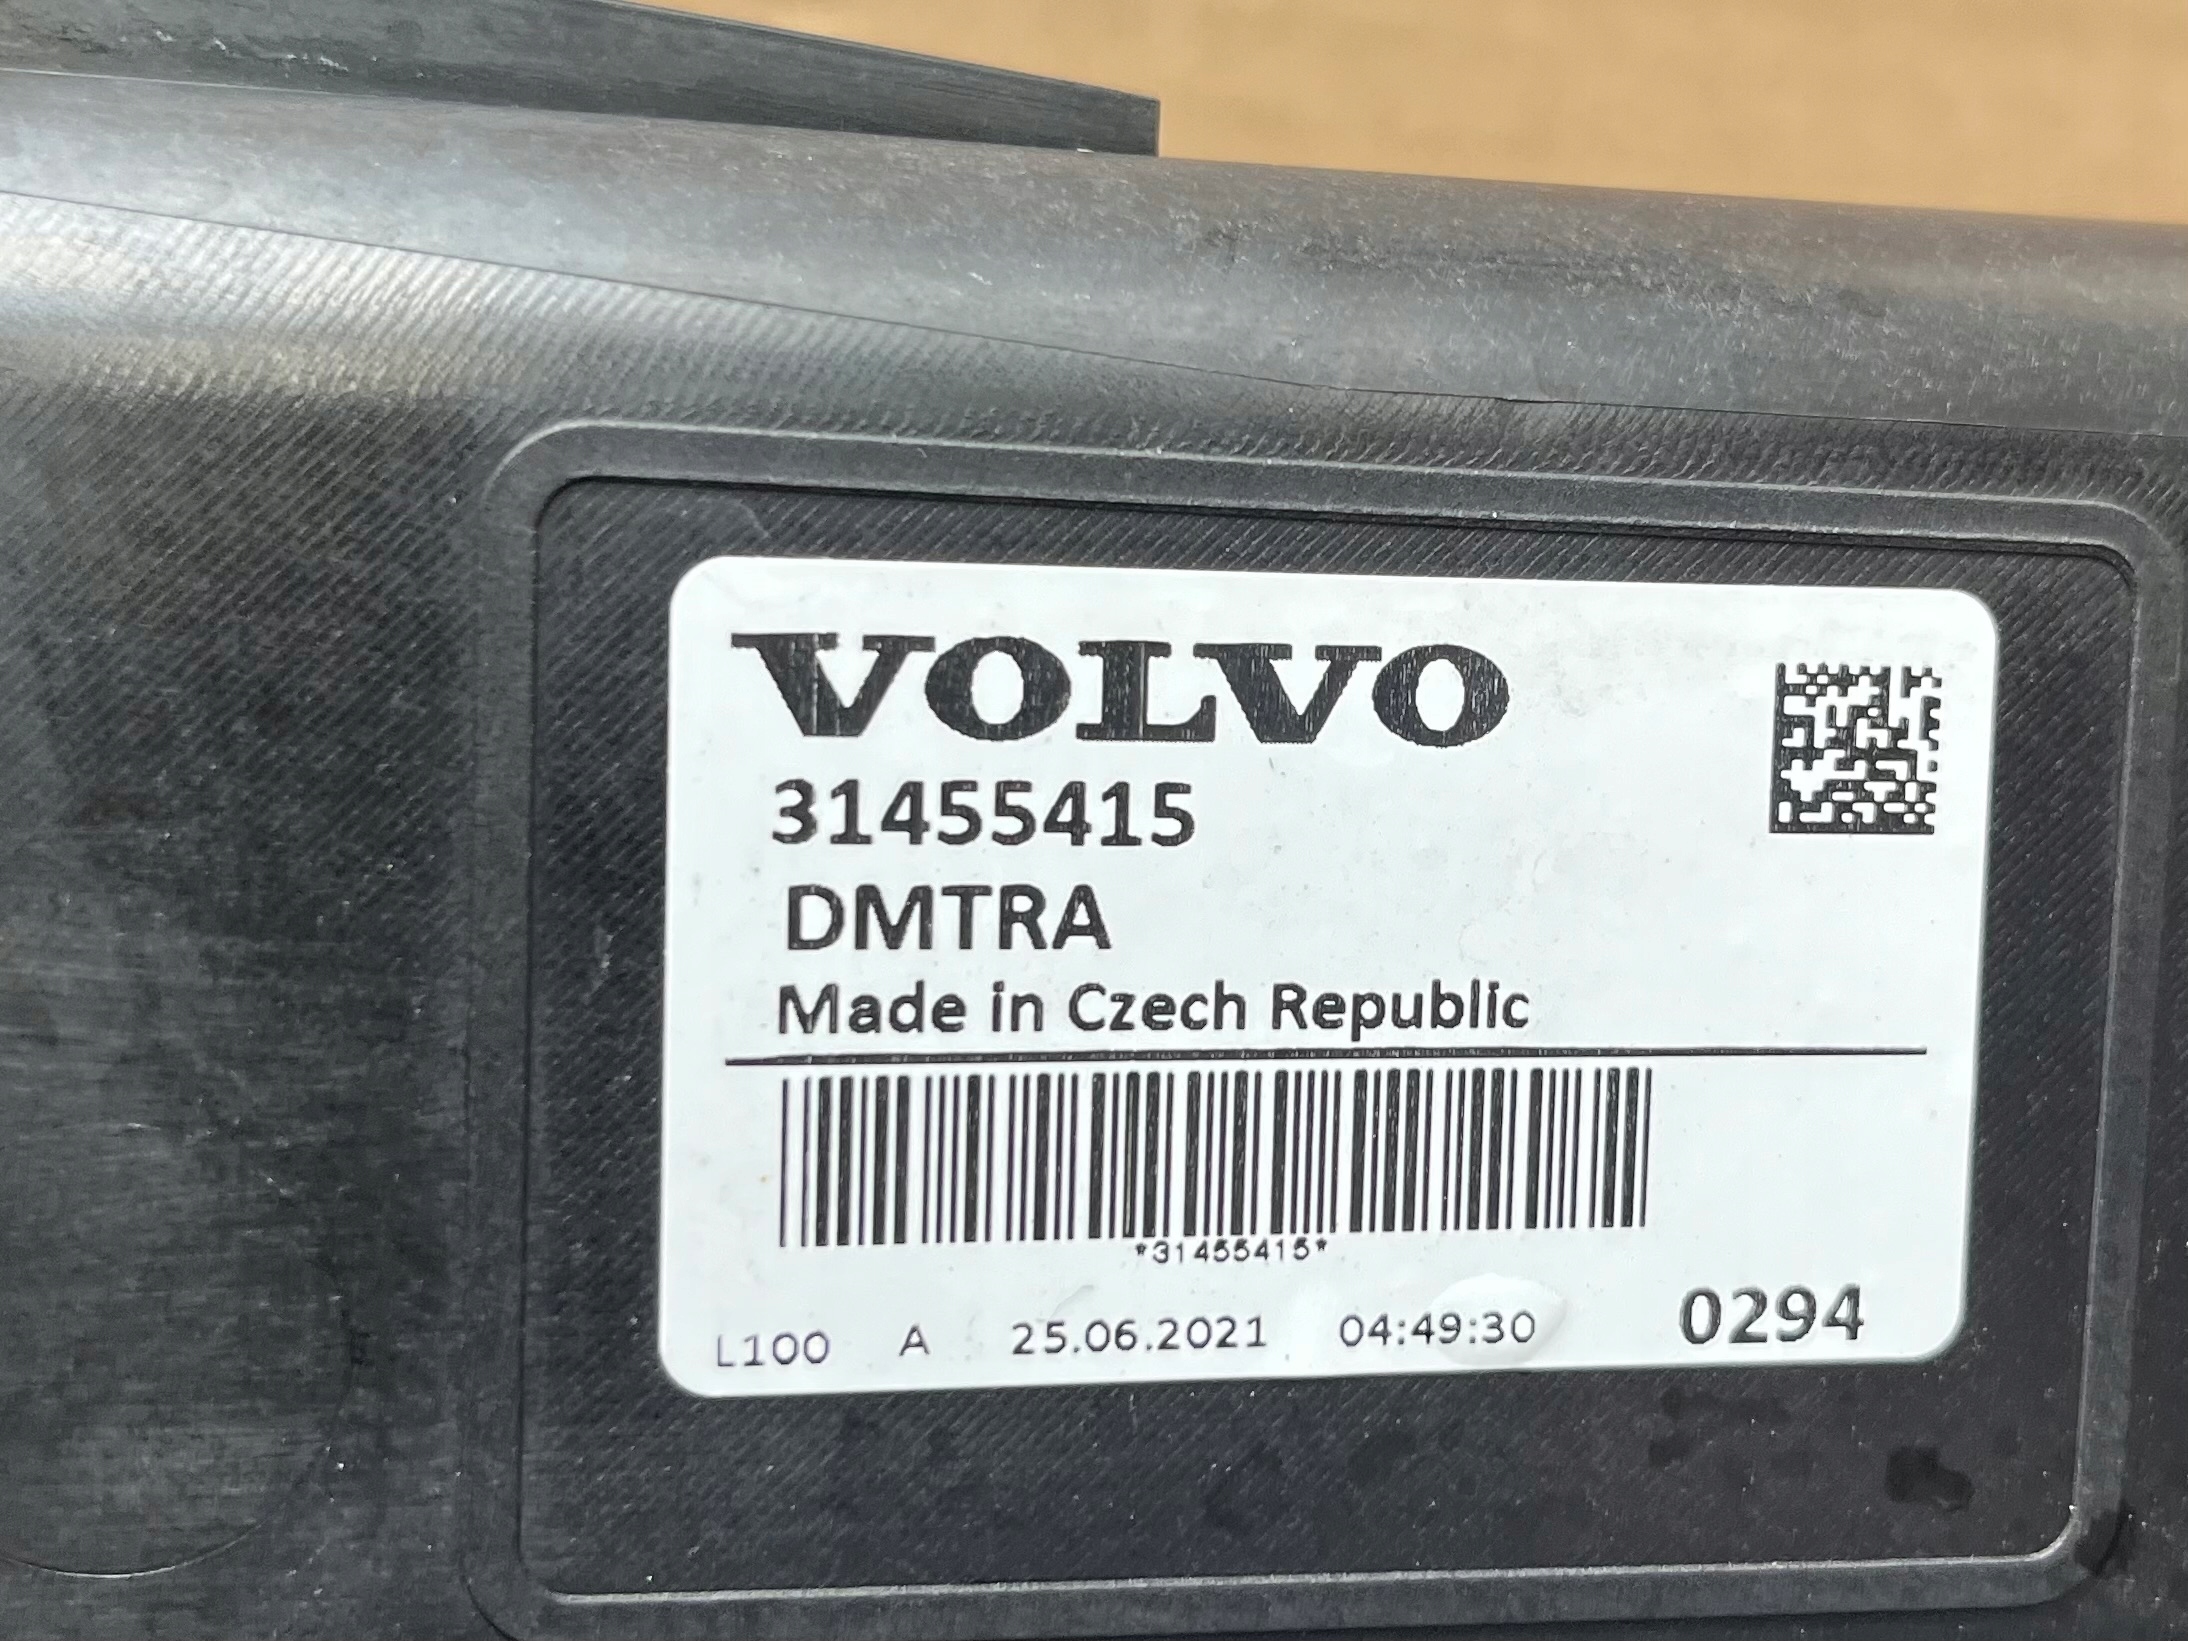 VOLVO
31455415
DMTRA
Made in Czech Republic
*31455415*
L100 A 25.06.2021 04:49:30 0294